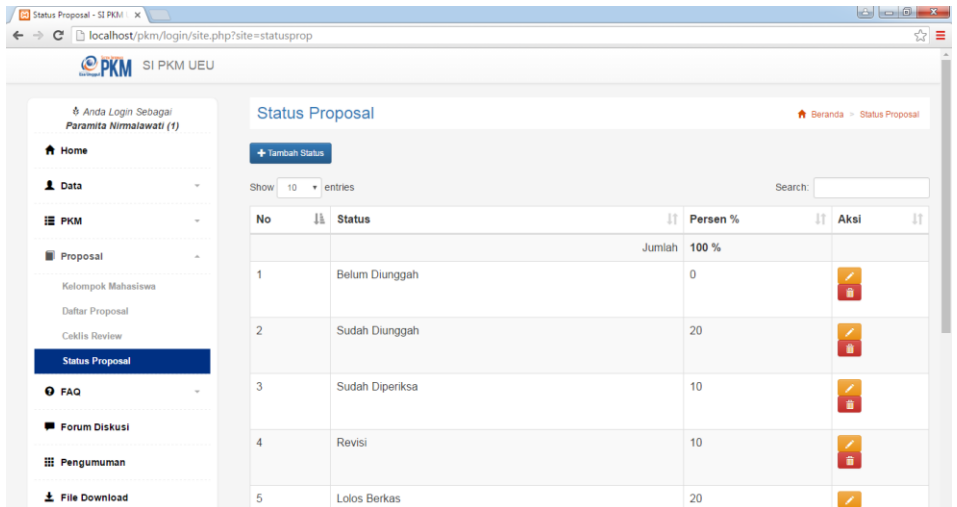 Status Proposal - SI PKM U
localhost/pkm/login/site.php?site=statusprop
PKM SI PKM UEU
Anda Login Sebagai
Paramita Nirmalawati (1)
Home
Data
PKM
Proposal
Kelompok Mahasiswa
Daftar Proposal
Ceklis Review
Status Proposal
FAQ
Forum Diskusi
Pengumuman
File Download
Status Proposal
Beranda > Status Proposal
+ Tambah Status
Show 10 entries
Search:
No Status Persen % Aksi
Jumlah 100 %
1 Belum Diunggah 0
2 Sudah Diunggah 20
3 Sudah Diperiksa 10
4 Revisi 10
5 Lolos Berkas 20